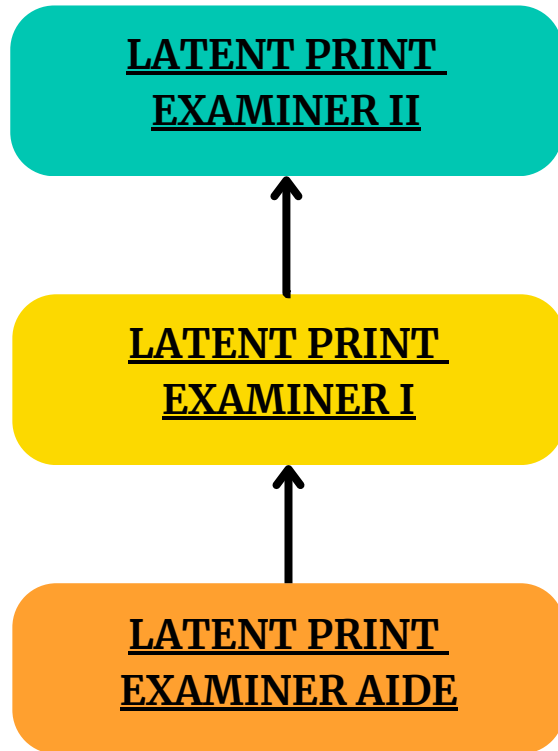 LATENT PRINT
EXAMINER II
LATENT PRINT
EXAMINER I
LATENT PRINT
EXAMINER AIDE